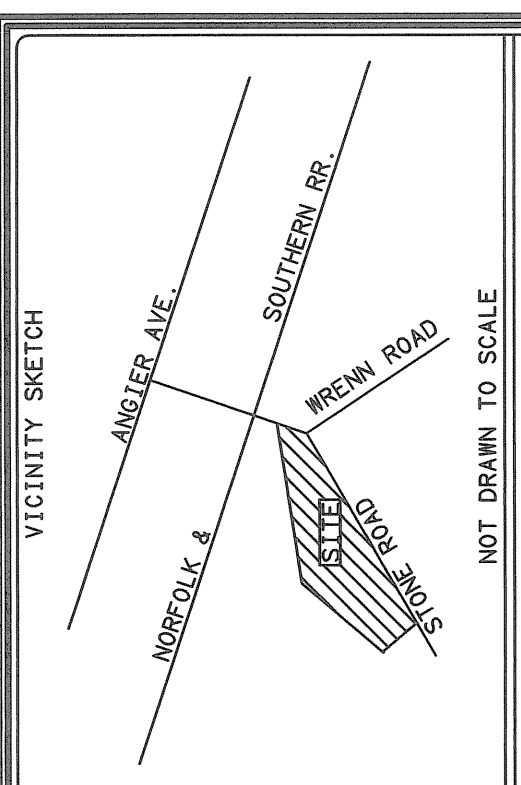 VICINITY SKETCH
ANGIER AVE.
NORFOLK & SOUTHERN RR.
WRENN ROAD
SITE
STONE ROAD
NOT DRAWN TO SCALE